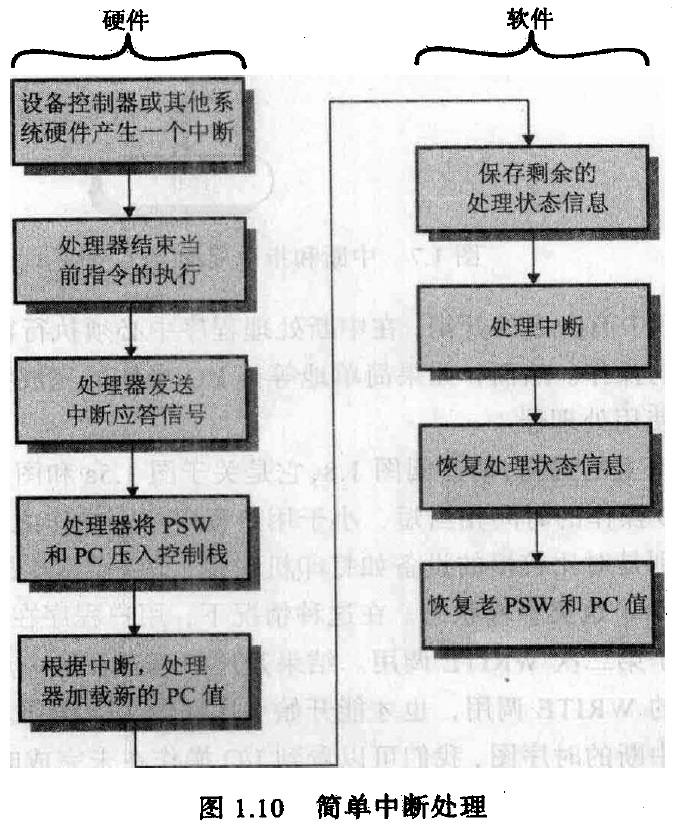 硬件
软件
设备控制器或其他系
统硬件产生一个中断
处理器结束当
前指令的执行
处理器发送
中断应答信号
处理器将 PSW
和 PC 压入控制栈
根据中断，处理
器加载新的 PC 值
保存剩余的
处理状态信息
处理中断
恢复处理状态信息
恢复老 PSW 和 PC 值
图 1.10 简单中断处理